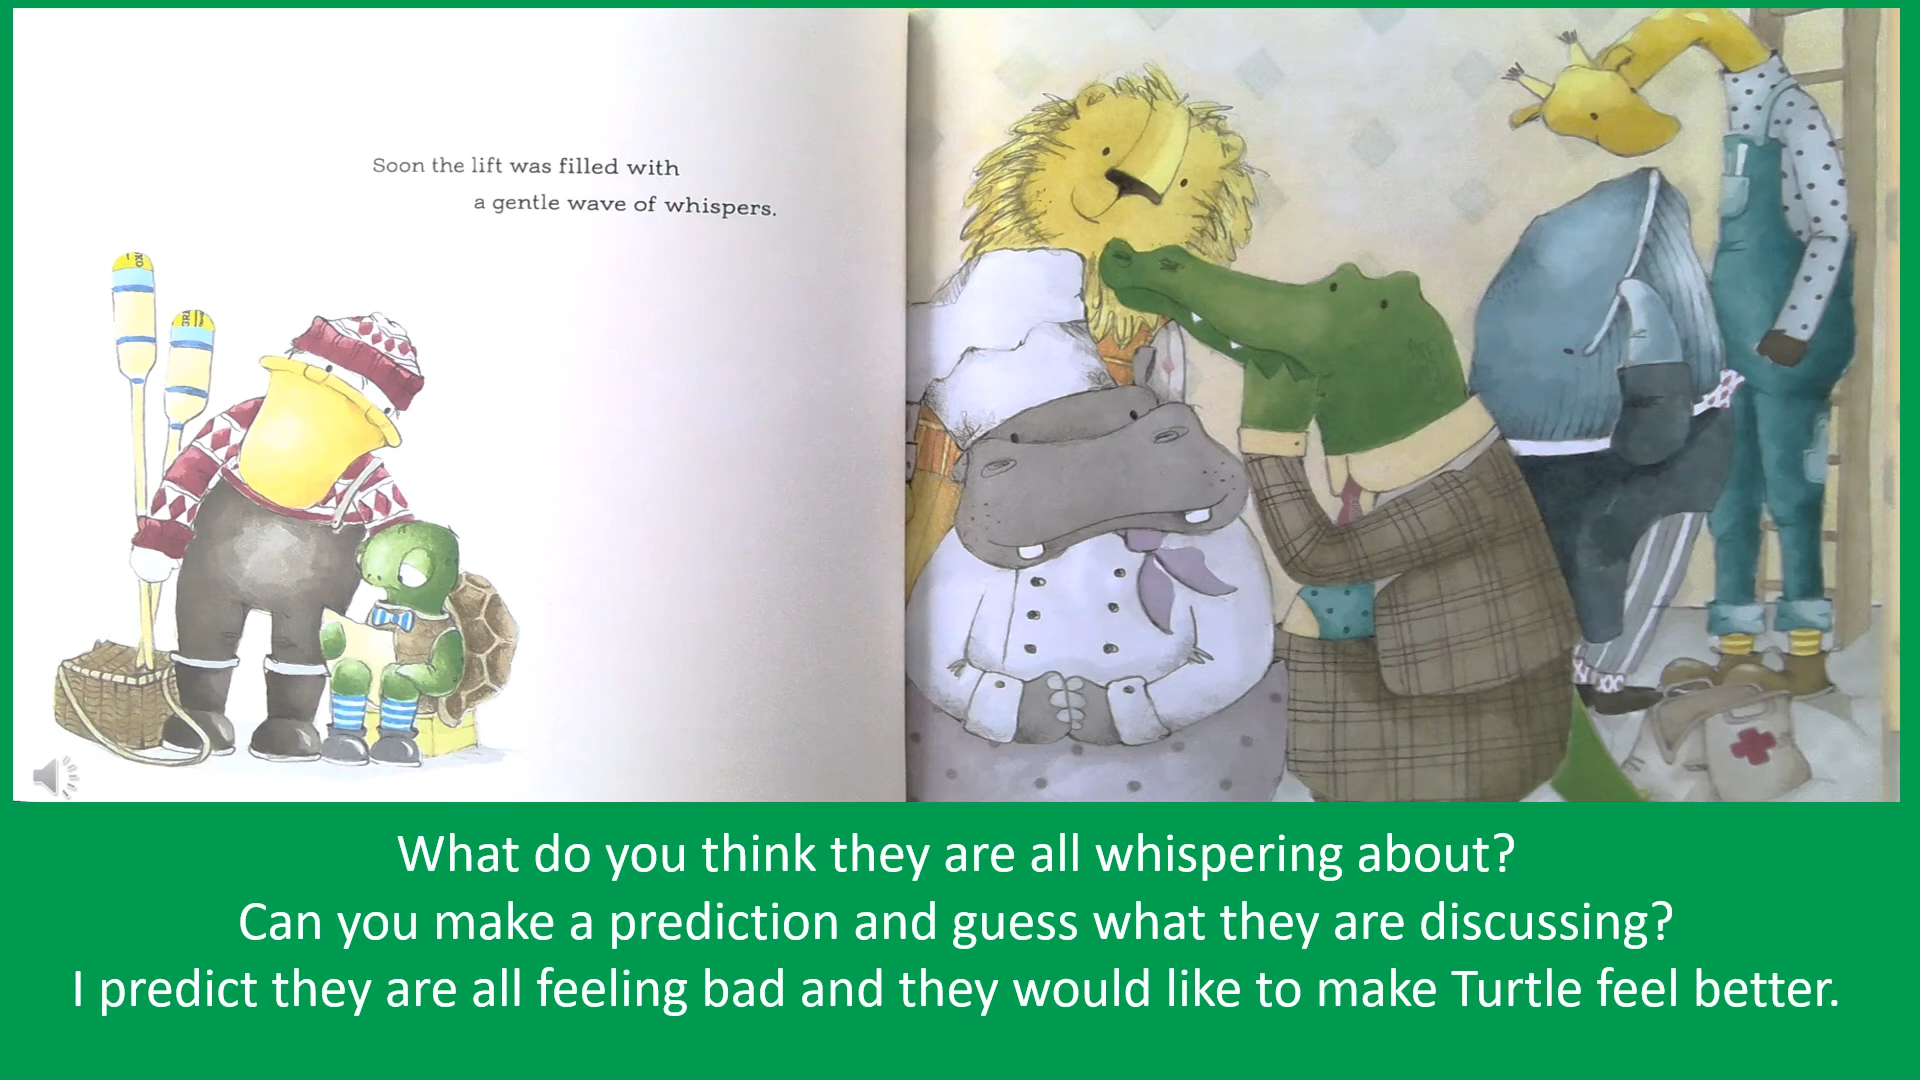 Soon the lift was filled with
a gentle wave of whispers.
What do you think they are all whispering about?
Can you make a prediction and guess what they are discussing?
I predict they are all feeling bad and they would like to make Turtle feel better.